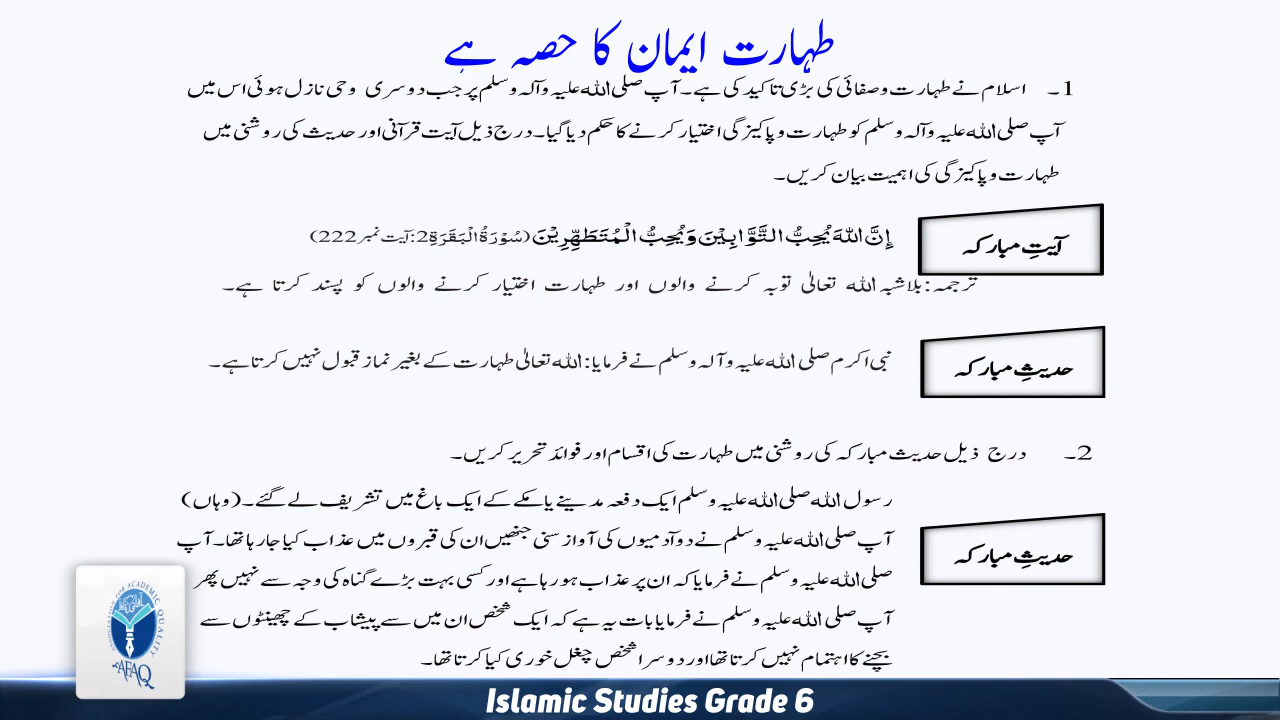 طہارت ایمان کا حصہ ہے
1۔ اسلام نے طہارت و صفائی کی بڑی تاکید کی ہے۔ آپ صلی اللہ علیہ وآلہ وسلم پر جب دوسری وحی نازل ہوئی اس میں
آپ صلی اللہ علیہ وآلہ وسلم کو طہارت و پاکیزگی اختیار کرنے کا حکم دیا گیا۔ درج ذیل آیت قرآنی اور حدیث کی روشنی میں
طہارت و پاکیزگی کی اہمیت بیان کریں۔
آیتِ مبارکہ
إِنَّ اللهَ يُحِبُّ التَّوَّابِيْنَ وَيُحِبُّ الْمُتَطَهِّرِيْنَ (سُوْرَةُ الْبَقَرَةِ 2: آیت نمبر 222)
ترجمہ: بلاشبہ اللہ تعالیٰ توبہ کرنے والوں اور طہارت اختیار کرنے والوں کو پسند کرتا ہے۔
حدیثِ مبارکہ
نبی اکرم صلی اللہ علیہ وآلہ وسلم نے فرمایا: اللہ تعالیٰ طہارت کے بغیر نماز قبول نہیں کرتا ہے۔
2۔ درج ذیل حدیث مبارکہ کی روشنی میں طہارت کی اقسام اور فوائد تحریر کریں۔
حدیثِ مبارکہ
رسول اللہ صلی اللہ علیہ وسلم ایک دفعہ مدینے یا مکے کے ایک باغ میں تشریف لے گئے۔ (وہاں)
آپ صلی اللہ علیہ وسلم نے دو آدمیوں کی آواز سنی جنھیں ان کی قبروں میں عذاب کیا جا رہا تھا۔ آپ
صلی اللہ علیہ وسلم نے فرمایا کہ ان پر عذاب ہو رہا ہے اور کسی بہت بڑے گناہ کی وجہ سے نہیں پھر
آپ صلی اللہ علیہ وسلم نے فرمایا بات یہ ہے کہ ایک شخص ان میں سے پیشاب کے چھینٹوں سے
بچنے کا اہتمام نہیں کرتا تھا اور دوسرا شخص چغل خوری کیا کرتا تھا۔
FOR ACADEMIC QUALITY
AFAQ
Islamic Studies Grade 6